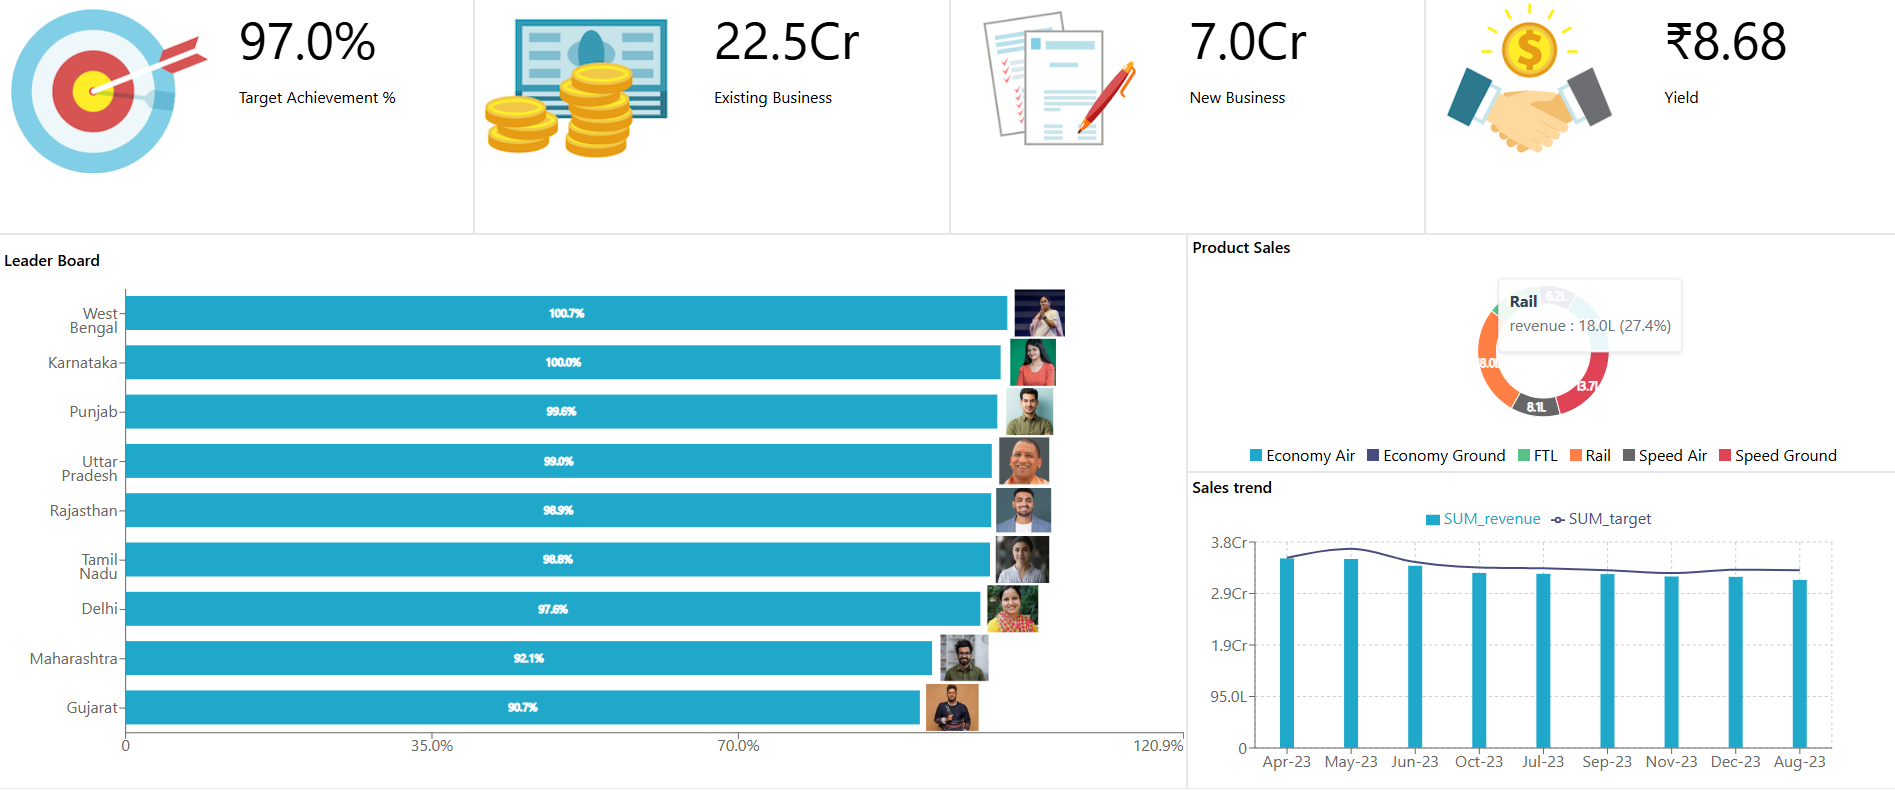 97.0%
Target Achievement %
22.5Cr
Existing Business
7.0Cr
New Business
₹8.68
Yield
Leader Board
West
Bengal
100.7%
Karnataka
100.0%
Punjab
99.6%
Uttar
Pradesh
99.0%
Rajasthan
98.9%
Tamil
Nadu
98.8%
Delhi
97.6%
Maharashtra
92.1%
Gujarat
90.7%
0
35.0%
70.0%
120.9%
Product Sales
6.2L
Rail
revenue : 18.0L (27.4%)
8.0L
13.7L
8.1L
Economy Air
Economy Ground
FTL
Rail
Speed Air
Speed Ground
Sales trend
SUM_revenue
SUM_target
3.8Cr
2.9Cr
1.9Cr
95.0L
0
Apr-23
May-23
Jun-23
Oct-23
Jul-23
Sep-23
Nov-23
Dec-23
Aug-23